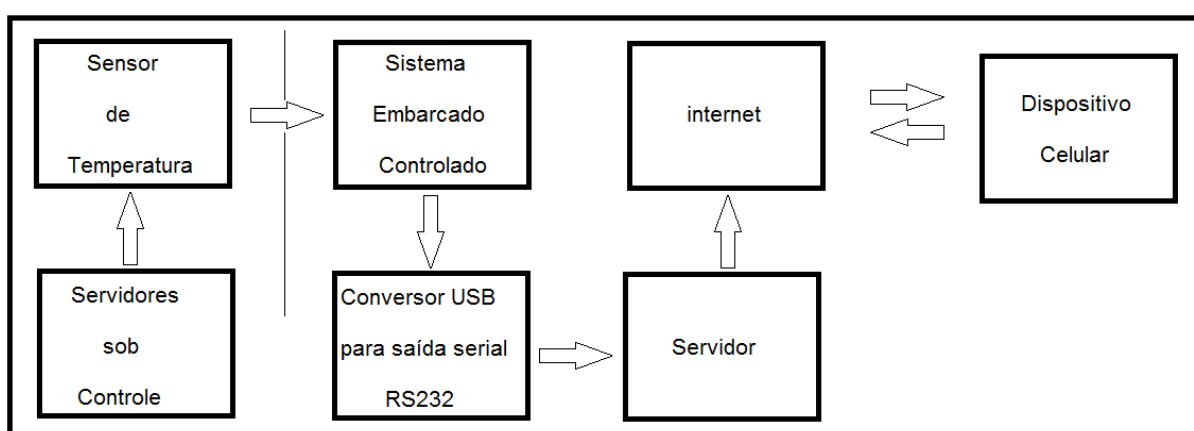 Sensor
de
Temperatura
Sistema
Embarcado
Controlado
internet
Dispositivo
Celular
Servidores
sob
Controle
Conversor USB
para saída serial
RS232
Servidor